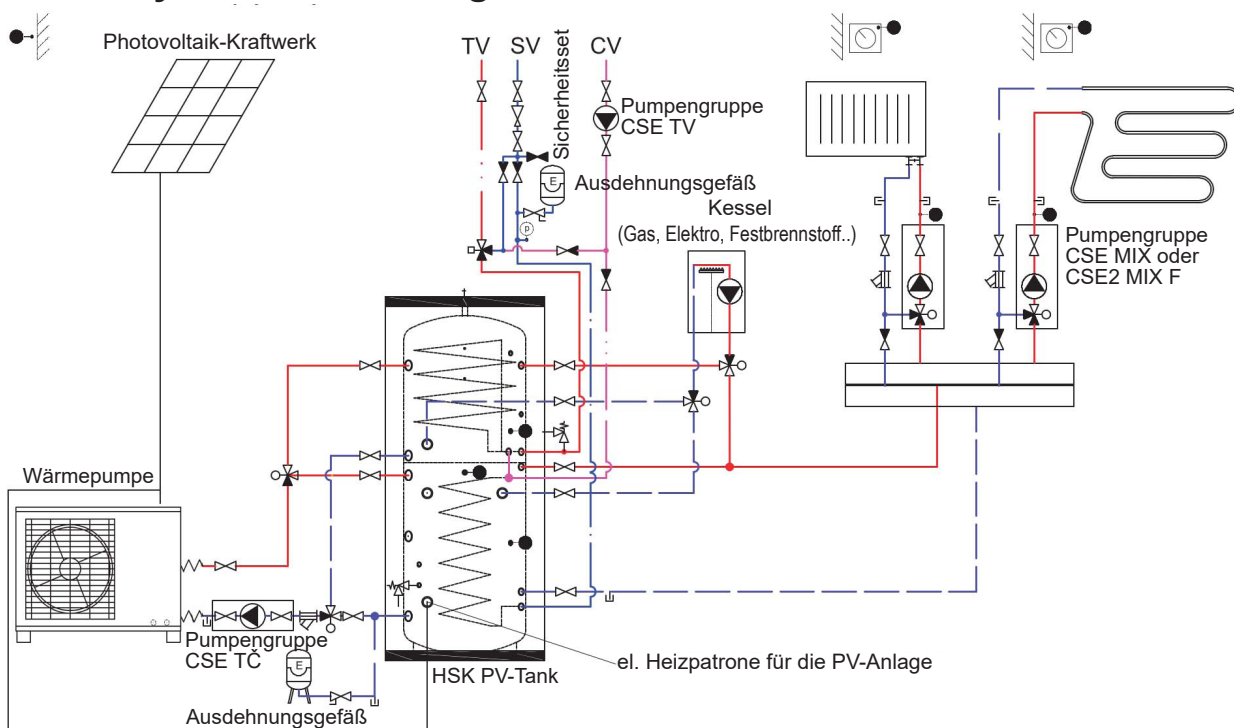 Photovoltaik-Kraftwerk
TV SV CV
Sicherheitsset
Pumpengruppe
CSE TV
E
Ausdehnungsgefäß
p
Kessel
(Gas, Elektro, Festbrennstoff..)
Pumpengruppe
CSE MIX oder
CSE2 MIX F
Wärmepumpe
Pumpengruppe
CSE TČ
E
Ausdehnungsgefäß
HSK PV-Tank
el. Heizpatrone für die PV-Anlage